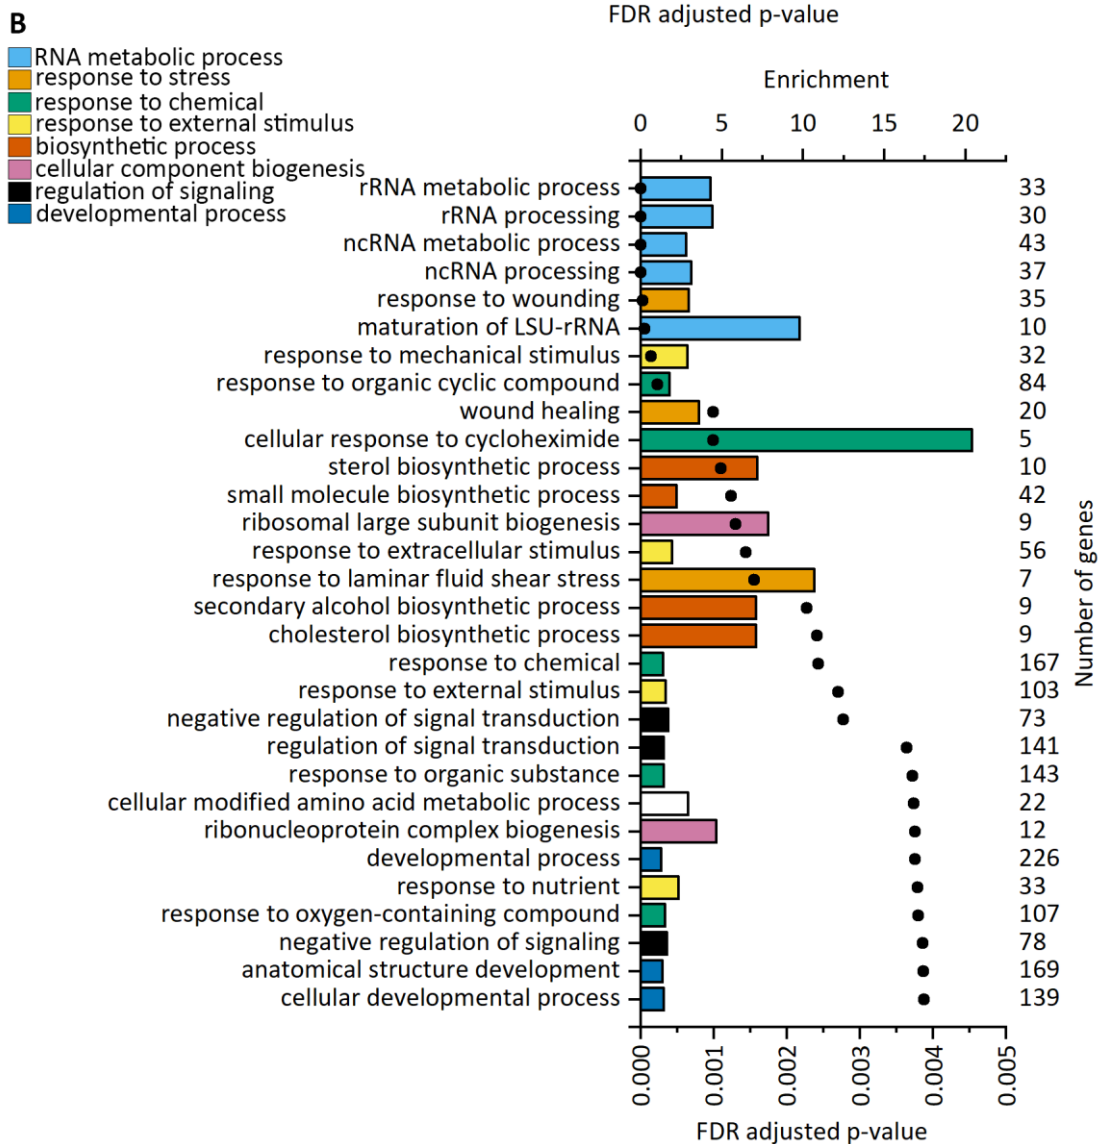 FDR adjusted p-value
B
RNA metabolic process
response to stress
response to chemical
response to external stimulus
biosynthetic process
cellular component biogenesis
regulation of signaling
developmental process
Enrichment
0 5 10 15 20
rRNA metabolic process 33
rRNA processing 30
ncRNA metabolic process 43
ncRNA processing 37
response to wounding 35
maturation of LSU-rRNA 10
response to mechanical stimulus 32
response to organic cyclic compound 84
wound healing 20
cellular response to cycloheximide 5
sterol biosynthetic process 10
small molecule biosynthetic process 42
ribosomal large subunit biogenesis 9
response to extracellular stimulus 56
response to laminar fluid shear stress 7
secondary alcohol biosynthetic process 9
cholesterol biosynthetic process 9
response to chemical 167
response to external stimulus 103
negative regulation of signal transduction 73
regulation of signal transduction 141
response to organic substance 143
cellular modified amino acid metabolic process 22
ribonucleoprotein complex biogenesis 12
developmental process 226
response to nutrient 33
response to oxygen-containing compound 107
negative regulation of signaling 78
anatomical structure development 169
cellular developmental process 139
Number of genes
0.000 0.001 0.002 0.003 0.004 0.005
FDR adjusted p-value